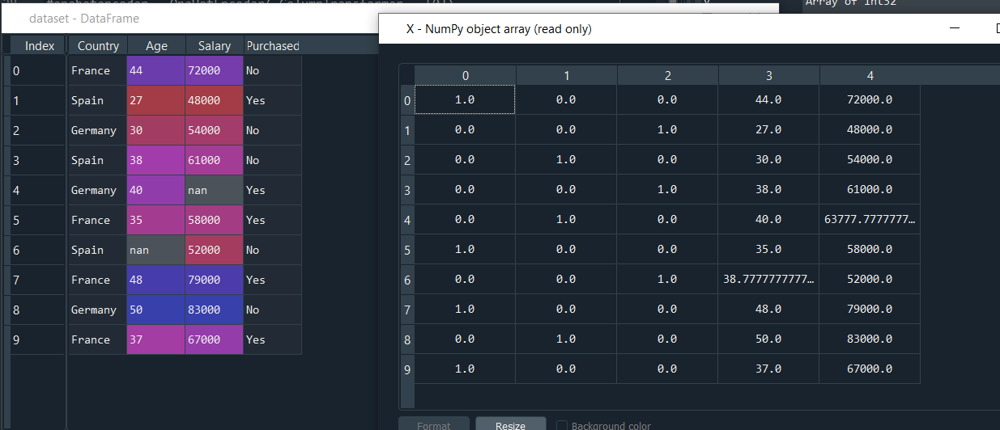 Array of int32
dataset - DataFrame
X - NumPy object array (read only)
Index Country Age Salary Purchased
0 France 44 72000 No
1 Spain 27 48000 Yes
2 Germany 30 54000 No
3 Spain 38 61000 No
4 Germany 40 nan Yes
5 France 35 58000 Yes
6 Spain nan 52000 No
7 France 48 79000 Yes
8 Germany 50 83000 No
9 France 37 67000 Yes
0 1 2 3 4
0 1.0 0.0 0.0 44.0 72000.0
1 0.0 0.0 1.0 27.0 48000.0
2 0.0 1.0 0.0 30.0 54000.0
3 0.0 0.0 1.0 38.0 61000.0
4 0.0 1.0 0.0 40.0 63777.7777777…
5 1.0 0.0 0.0 35.0 58000.0
6 0.0 0.0 1.0 38.7777777777… 52000.0
7 1.0 0.0 0.0 48.0 79000.0
8 0.0 1.0 0.0 50.0 83000.0
9 1.0 0.0 0.0 37.0 67000.0
Format Resize Background color